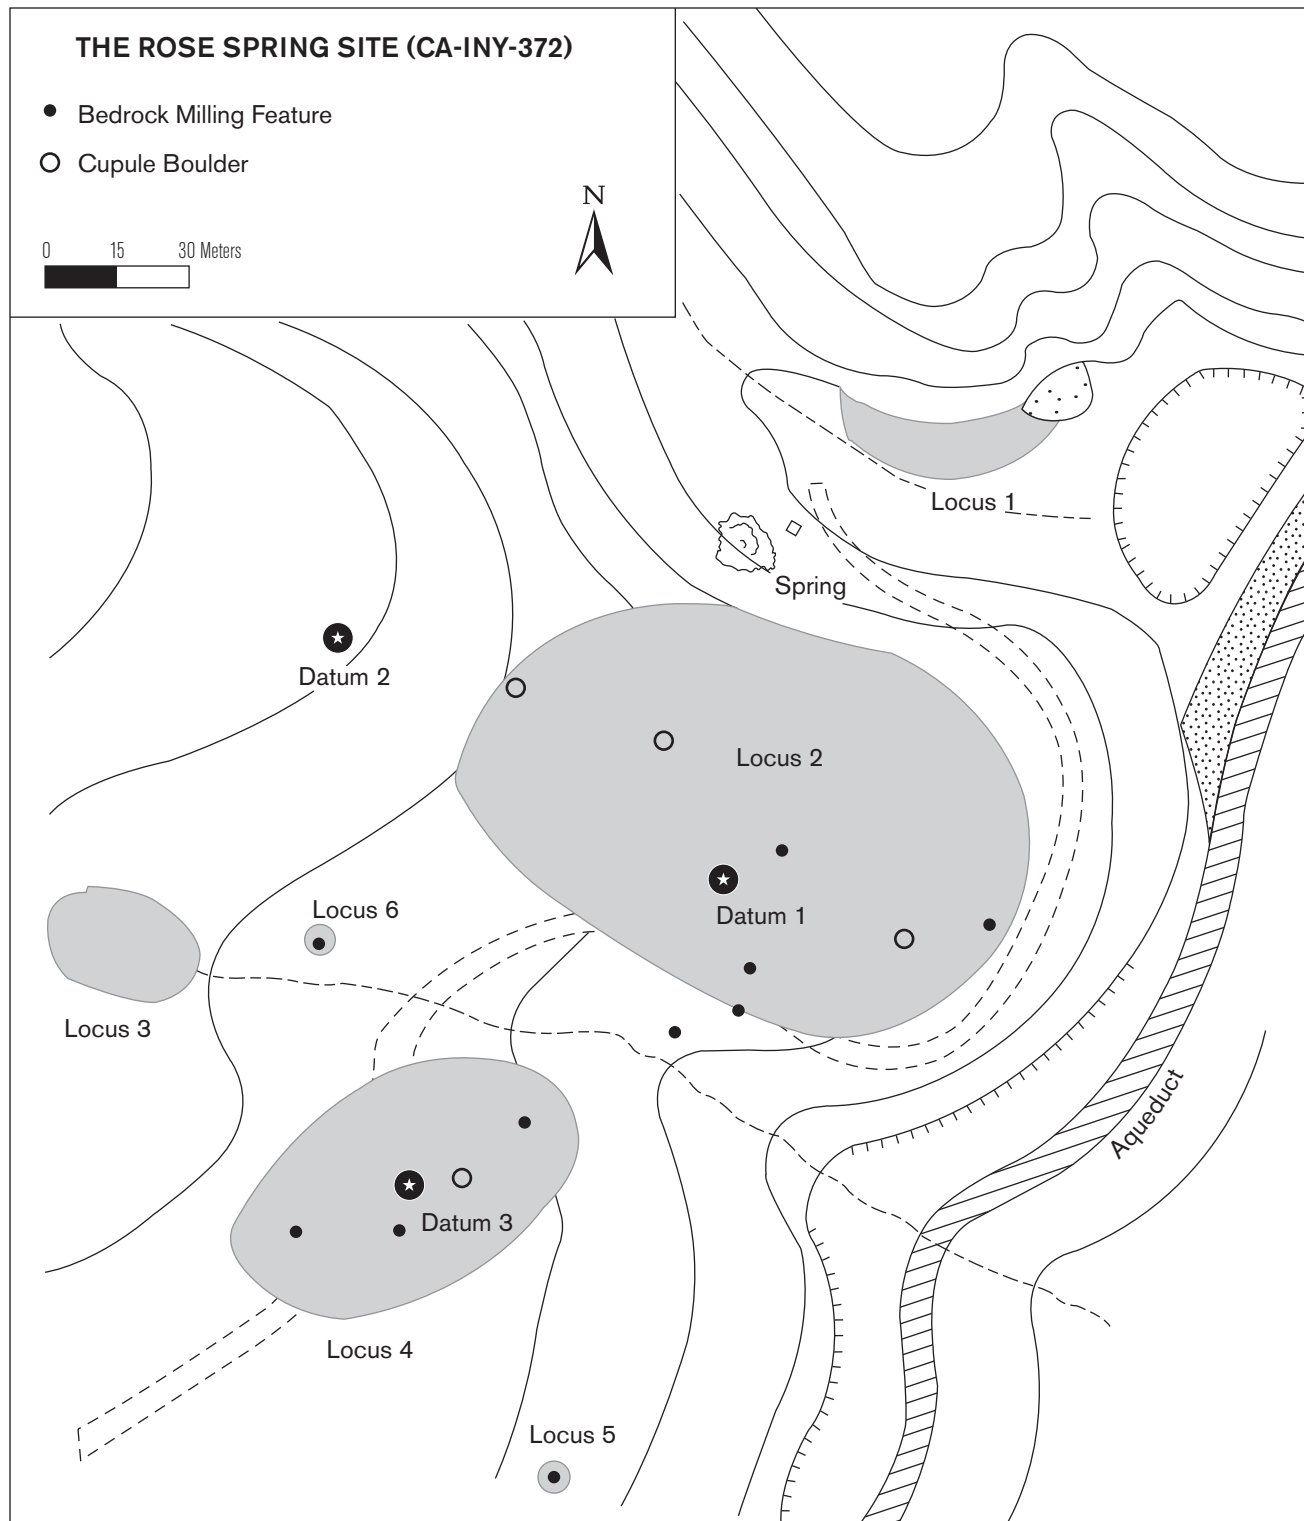 THE ROSE SPRING SITE (CA-INY-372)
Bedrock Milling Feature
Cupule Boulder
N
0 15 30 Meters
Locus 1
Spring
Datum 2
Locus 2
Locus 6
Datum 1
Locus 3
Aqueduct
Datum 3
Locus 4
Locus 5